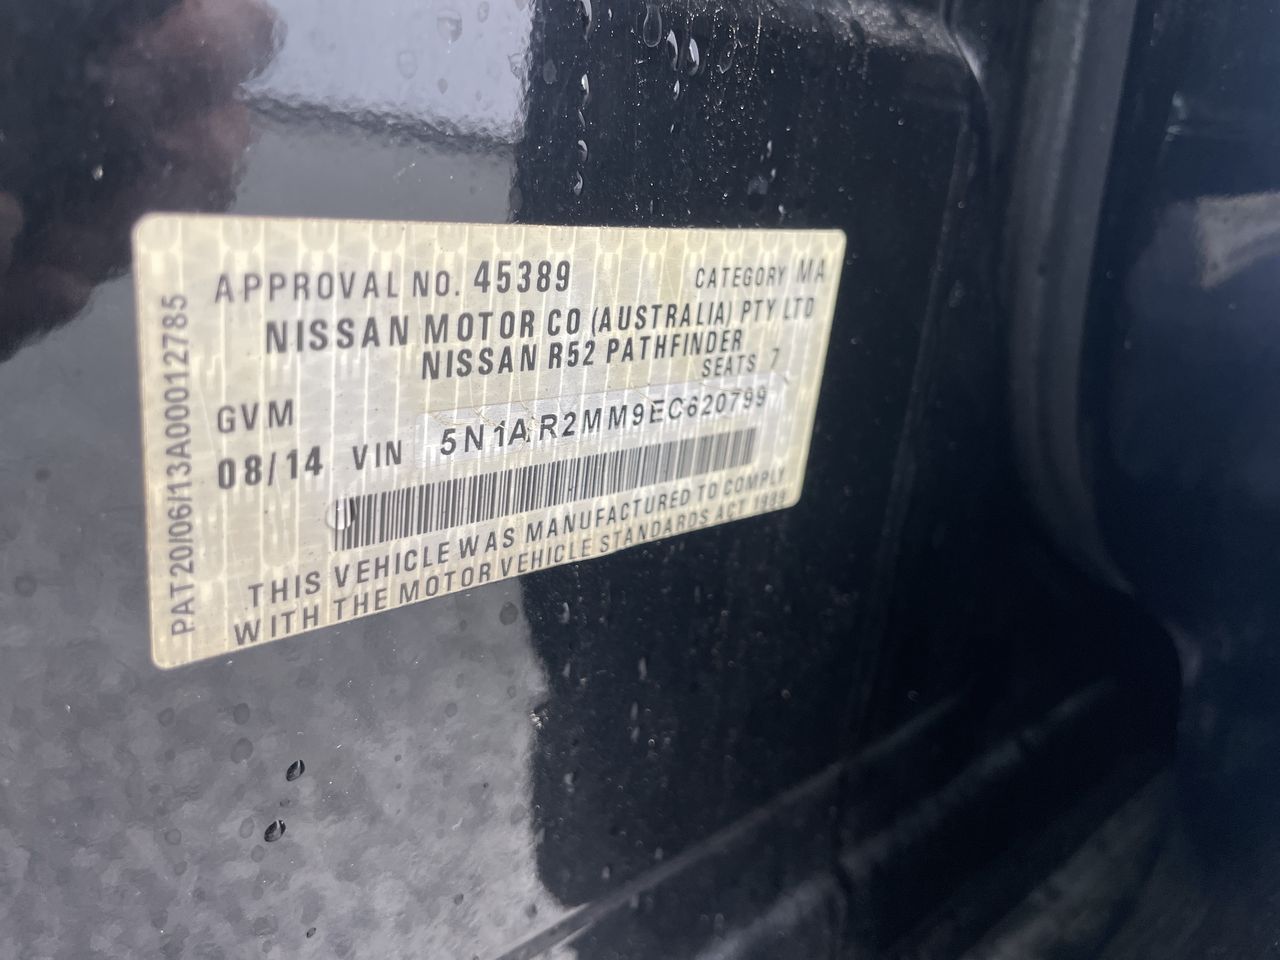 APPROVAL NO. 45389 CATEGORY MA
NISSAN MOTOR CO (AUSTRALIA) PTY LTD
NISSAN R52 PATHFINDER
SEATS 7
GVM
08/14 VIN 5N1AR2MM9EC620799
THIS VEHICLE WAS MANUFACTURED TO COMPLY
WITH THE MOTOR VEHICLE STANDARDS ACT 1989
PAT20/06/13A00012785